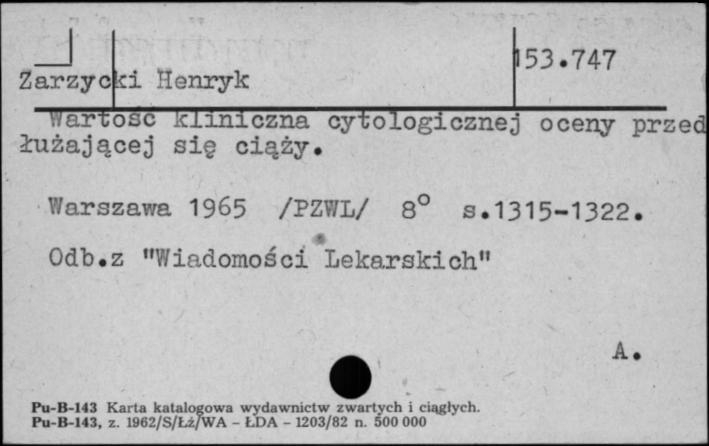 153.747
Zarzycki Henryk
Wartość kliniczna cytologicznej oceny przed
łużającej się ciąży.
Warszawa 1965 /PZWL/ 8° s.1315-1322.
Odb.z "Wiadomości Lekarskich"
A.
Pu-B-143 Karta katalogowa wydawnictw zwartych i ciągłych.
Pu-B-143, z. 1962/S/Łż/WA - ŁDA - 1203/82 n. 500 000